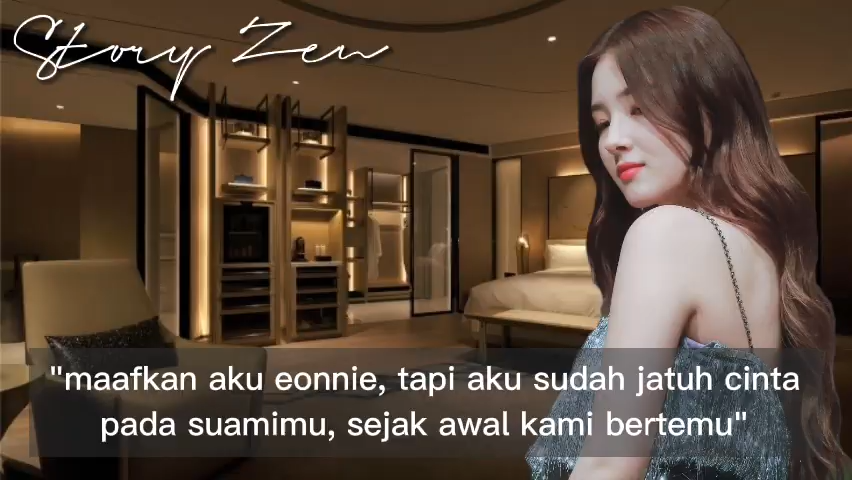 Story Zen
"maafkan aku eonnie, tapi aku sudah jatuh cinta
pada suamimu, sejak awal kami bertemu"